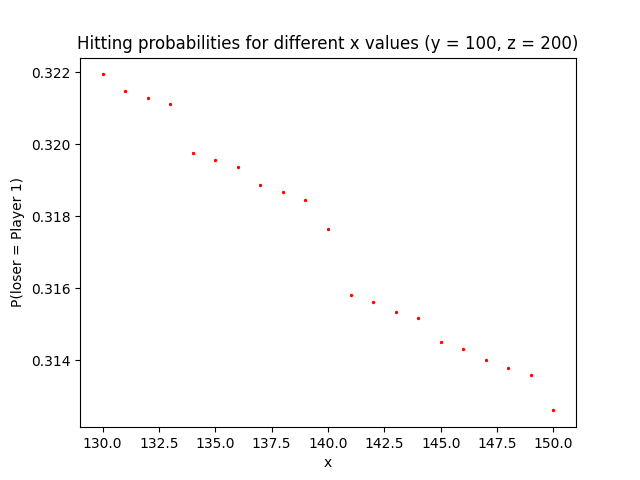 Hitting probabilities for different x values (y = 100, z = 200)
P(loser = Player 1)
0.322
0.320
0.318
0.316
0.314
130.0 132.5 135.0 137.5 140.0 142.5 145.0 147.5 150.0
x